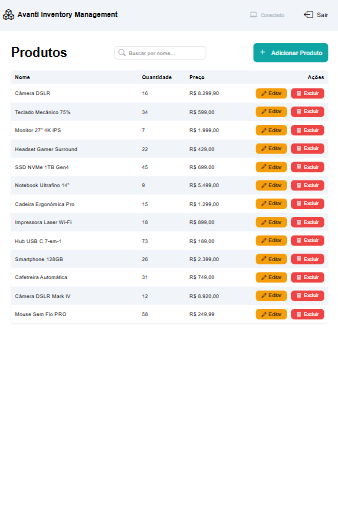 Avanti Inventory Management
Conectado
Sair
Produtos
Buscar por nome...
+ Adicionar Produto
Nome Quantidade Preço Ações
Câmera DSLR 16 R$ 8.299,90 Editar Excluir
Teclado Mecânico 75% 34 R$ 599,00 Editar Excluir
Monitor 27" 4K IPS 7 R$ 1.999,00 Editar Excluir
Headset Gamer Surround 22 R$ 429,00 Editar Excluir
SSD NVMe 1TB Gen4 45 R$ 699,00 Editar Excluir
Notebook Ultrafino 14" 9 R$ 5.499,00 Editar Excluir
Cadeira Ergonômica Pro 15 R$ 1.299,00 Editar Excluir
Impressora Laser Wi-Fi 18 R$ 899,00 Editar Excluir
Hub USB C 7-em-1 73 R$ 189,00 Editar Excluir
Smartphone 128GB 26 R$ 2.399,00 Editar Excluir
Cafeteira Automática 31 R$ 749,00 Editar Excluir
Câmera DSLR Mark IV 12 R$ 8.920,00 Editar Excluir
Mouse Sem Fio PRO 58 R$ 249,99 Editar Excluir